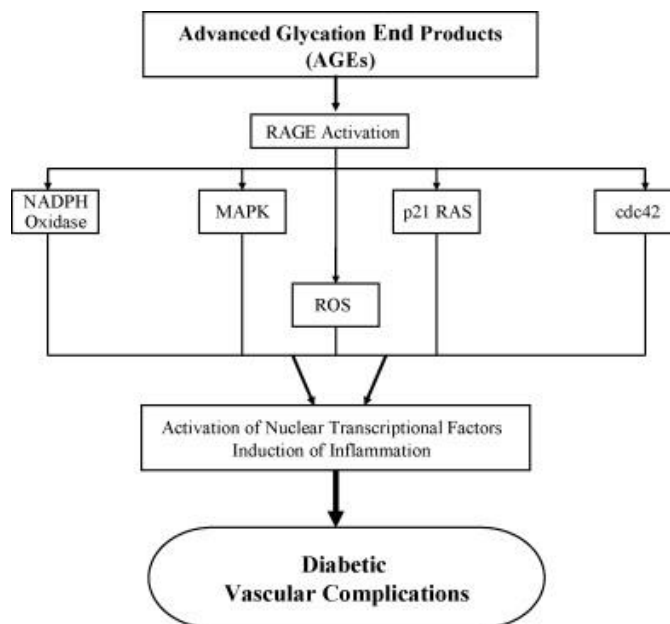 Advanced Glycation End Products
(AGEs)
RAGE Activation
NADPH
Oxidase
MAPK
p21 RAS
cdc42
ROS
Activation of Nuclear Transcriptional Factors
Induction of Inflammation
Diabetic
Vascular Complications